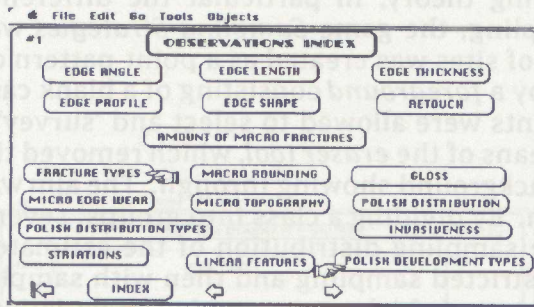 File Edit Go Tools Objects
#1
OBSERVATIONS INDEX
EDGE ANGLE EDGE LENGTH EDGE THICKNESS
EDGE PROFILE EDGE SHAPE RETOUCH
AMOUNT OF MICRO FRACTURES
FRACTURE TYPES MACRO ROUNDING GLOSS
MICRO EDGE WEAR MICRO TOPOGRAPHY POLISH DISTRIBUTION
POLISH DISTRIBUTION TYPES INVASIVENESS
STRIATIONS LINEAR FEATURES POLISH DEVELOPMENT TYPES
INDEX